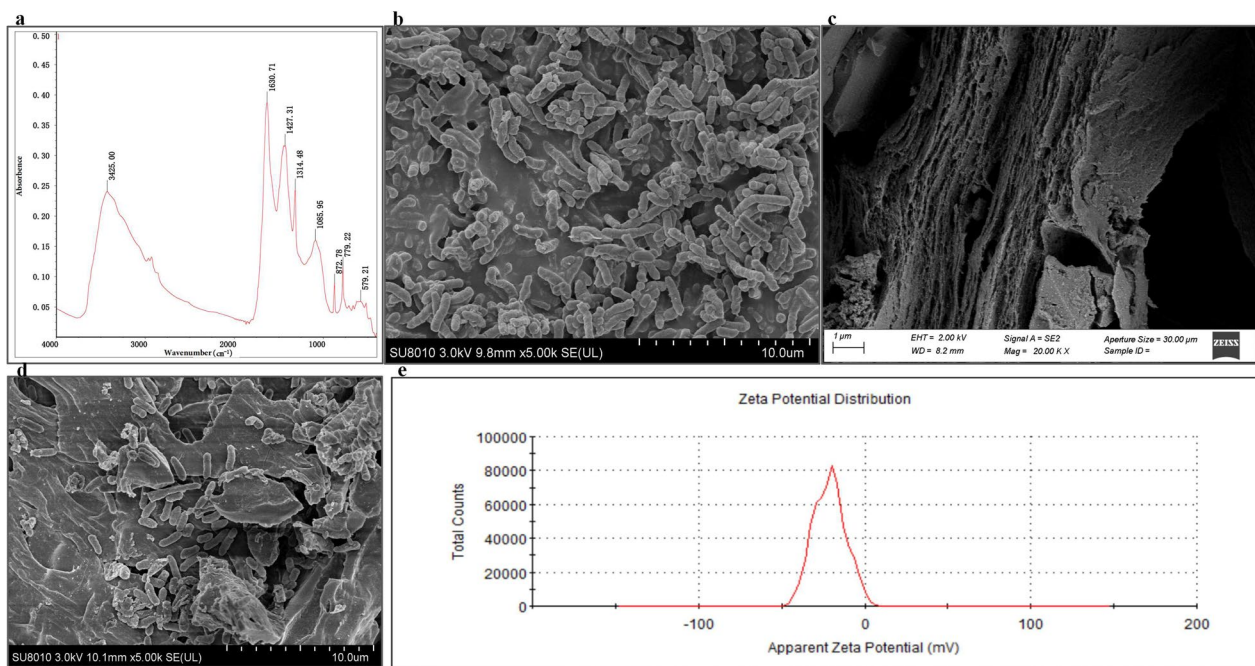 a
0.50
0.45
0.40
0.35
0.30
0.25
0.20
0.15
0.10
0.05
Absorbence
3425.00
1630.71
1427.31
1314.48
1085.95
872.78
779.22
579.21
4000 3000 2000 1000
Wavenumber (cm-1)
b
SU8010 3.0kV 9.8mm x5.00k SE(UL) 10.0um
c
1 µm
EHT = 2.00 kV Signal A = SE2 Aperture Size = 30.00 µm
WD = 8.2 mm Mag = 20.00 K X Sample ID =
ZEISS
d
SU8010 3.0kV 10.1mm x5.00k SE(UL) 10.0um
e
Zeta Potential Distribution
100000
80000
60000
40000
20000
0
Total Counts
-100 0 100 200
Apparent Zeta Potential (mV)